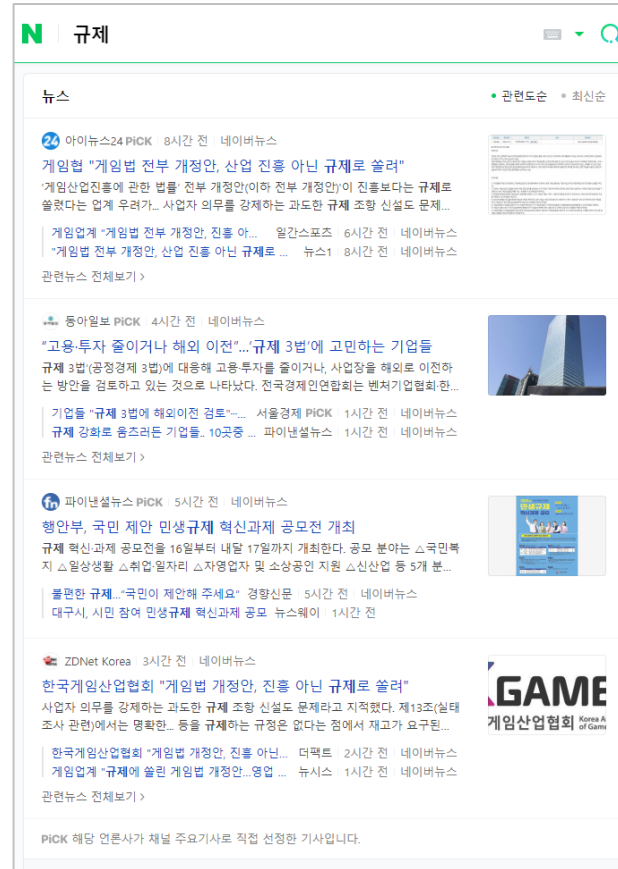 N 규제
뉴스
관련도순 최신순
아이뉴스24 PiCK 8시간 전 네이버뉴스
게임협 "게임법 전부 개정안, 산업 진흥 아닌 규제로 쏠려"
'게임산업진흥에 관한 법률' 전부 개정안(이하 전부 개정안)'이 진흥보다는 규제로
쏠렸다는 업계 우려가... 사업자 의무를 강제하는 과도한 규제 조항 신설도 문제...
게임업계 "게임법 전부 개정안, 진흥 아... 일간스포츠 6시간 전 네이버뉴스
"게임법 전부 개정안, 산업 진흥 아닌 규제로 ... 뉴스1 8시간 전 네이버뉴스
관련뉴스 전체보기 >
동아일보 PiCK 4시간 전 네이버뉴스
"고용·투자 줄이거나 해외 이전"...'규제 3법'에 고민하는 기업들
규제 3법'(공정경제 3법)에 대응해 고용·투자를 줄이거나, 사업장을 해외로 이전하
는 방안을 검토하고 있는 것으로 나타났다. 전국경제인연합회는 벤처기업협회·한...
기업들 "규제 3법에 해외이전 검토"…... 서울경제 PiCK 1시간 전 네이버뉴스
규제 강화로 움츠러든 기업들.. 10곳중 ... 파이낸셜뉴스 1시간 전 네이버뉴스
관련뉴스 전체보기 >
fn 파이낸셜뉴스 PiCK 5시간 전 네이버뉴스
행안부, 국민 제안 민생규제 혁신과제 공모전 개최
규제 혁신·과제 공모전을 16일부터 내달 17일까지 개최한다. 공모 분야는 △국민복
지 △일상생활 △취업·일자리 △자영업자 및 소상공인 지원 △신산업 등 5개 분...
민생규제
불편한 규제..."국민이 제안해 주세요" 경향신문 5시간 전 네이버뉴스
대구시, 시민 참여 민생규제 혁신과제 공모 뉴스웨이 1시간 전
ZDNet Korea 3시간 전 네이버뉴스
한국게임산업협회 "게임법 개정안, 진흥 아닌 규제로 쏠려"
사업자 의무를 강제하는 과도한 규제 조항 신설도 문제라고 지적했다. 제13조(실태
조사 관련)에서는 명확한... 등을 규제하는 규정은 없다는 점에서 재고가 요구된...
GAME
게임산업협회 Korea A
of Game
한국게임산업협회 "게임법 개정안, 진흥 아닌... 더팩트 2시간 전 네이버뉴스
게임업계 "규제에 쏠린 게임법 개정안...영업 ... 뉴시스 1시간 전 네이버뉴스
관련뉴스 전체보기 >
PiCK 해당 언론사가 채널 주요기사로 직접 선정한 기사입니다.